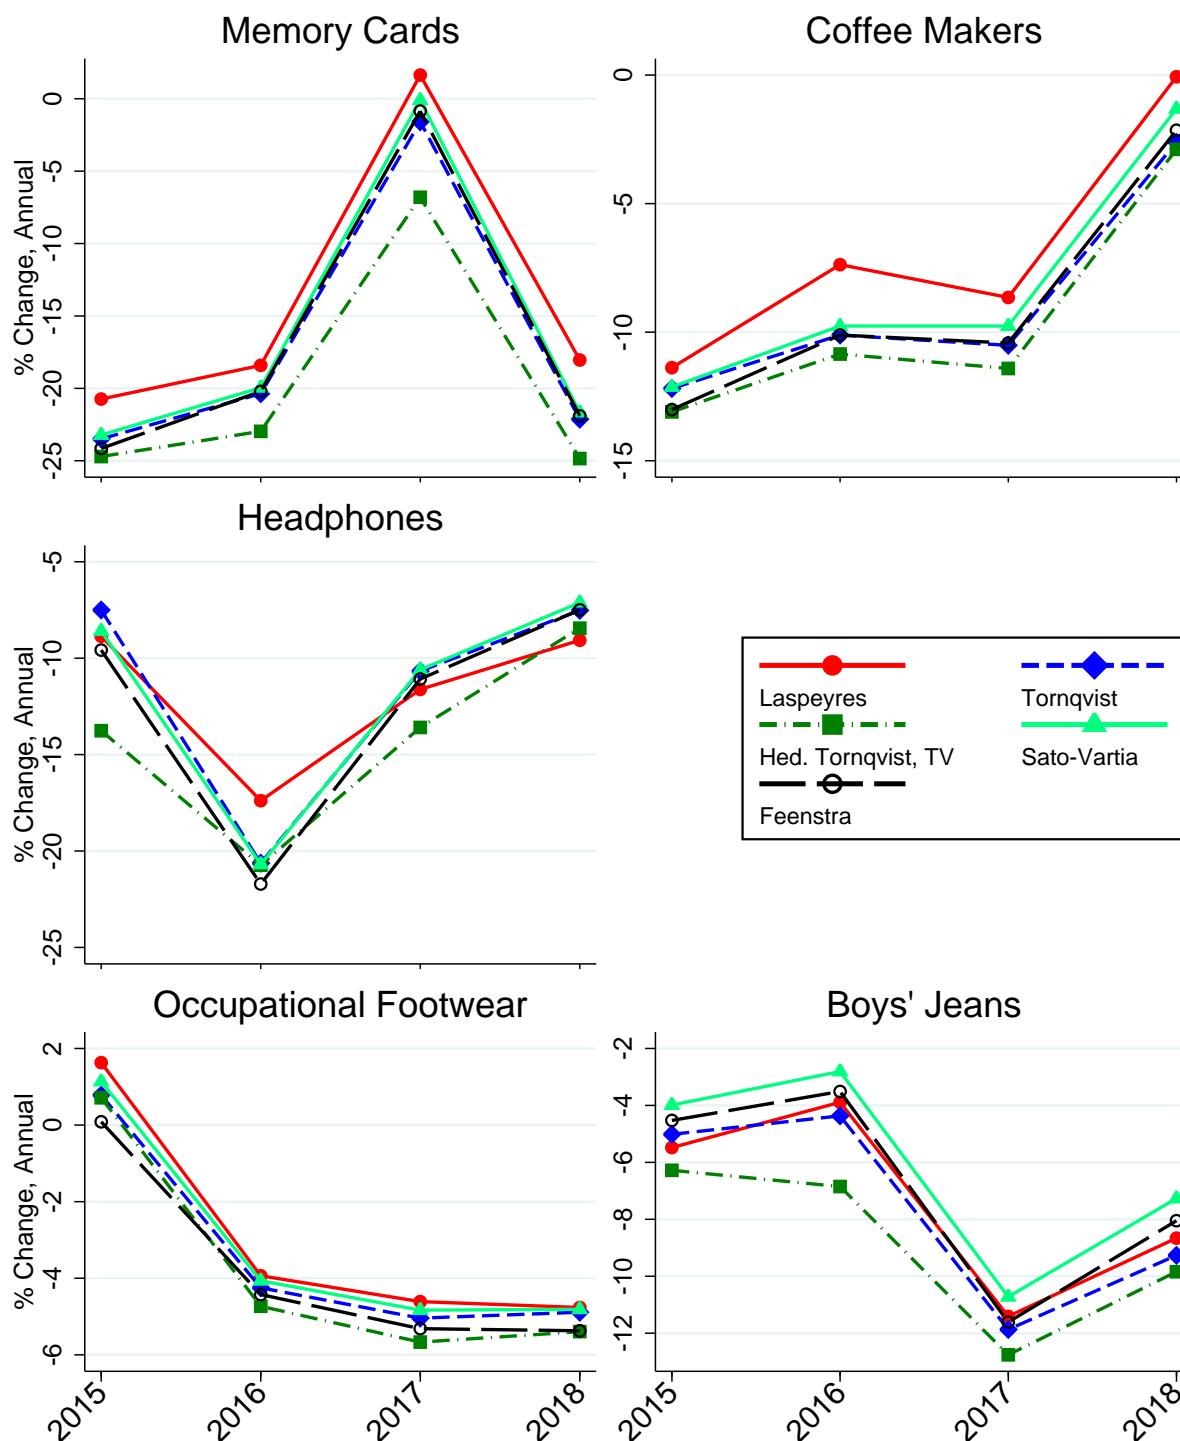 Memory Cards
% Change, Annual
0
-5
-10
-15
-20
-25
Coffee Makers
0
-5
-10
-15
Headphones
% Change, Annual
-5
-10
-15
-20
-25
Laspeyres
Tornqvist
Hed. Tornqvist, TV
Sato-Vartia
Feenstra
Occupational Footwear
% Change, Annual
2
0
-2
-4
-6
2015
2016
2017
2018
Boys' Jeans
-2
-4
-6
-8
-10
-12
2015
2016
2017
2018